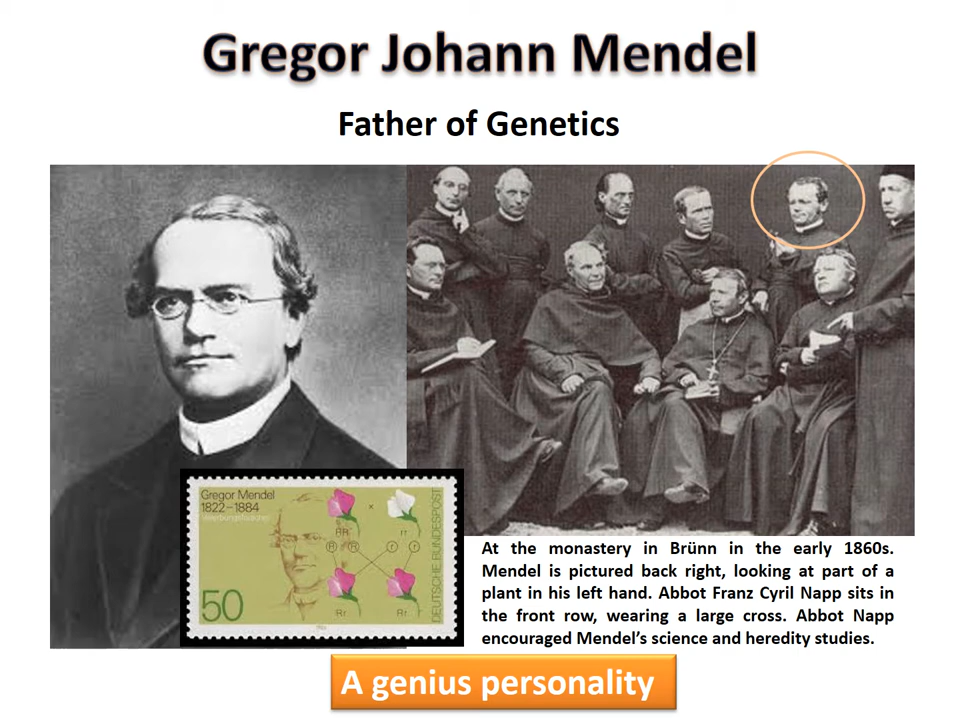 Gregor Johann Mendel
Father of Genetics
Gregor Mendel
1822–1884
50
DEUTSCHE BUNDESPOST
×
RR
rr
R
R
r
r
Rr
Rr
At the monastery in Brünn in the early 1860s.
Mendel is pictured back right, looking at part of a
plant in his left hand. Abbot Franz Cyril Napp sits in
the front row, wearing a large cross. Abbot Napp
encouraged Mendel’s science and heredity studies.
A genius personality